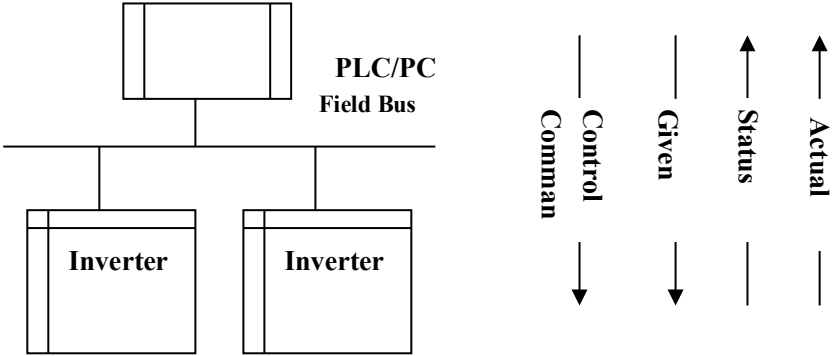 PLC/PC
Field Bus
Inverter
Inverter
Control
Comman
Given
Status
Actual